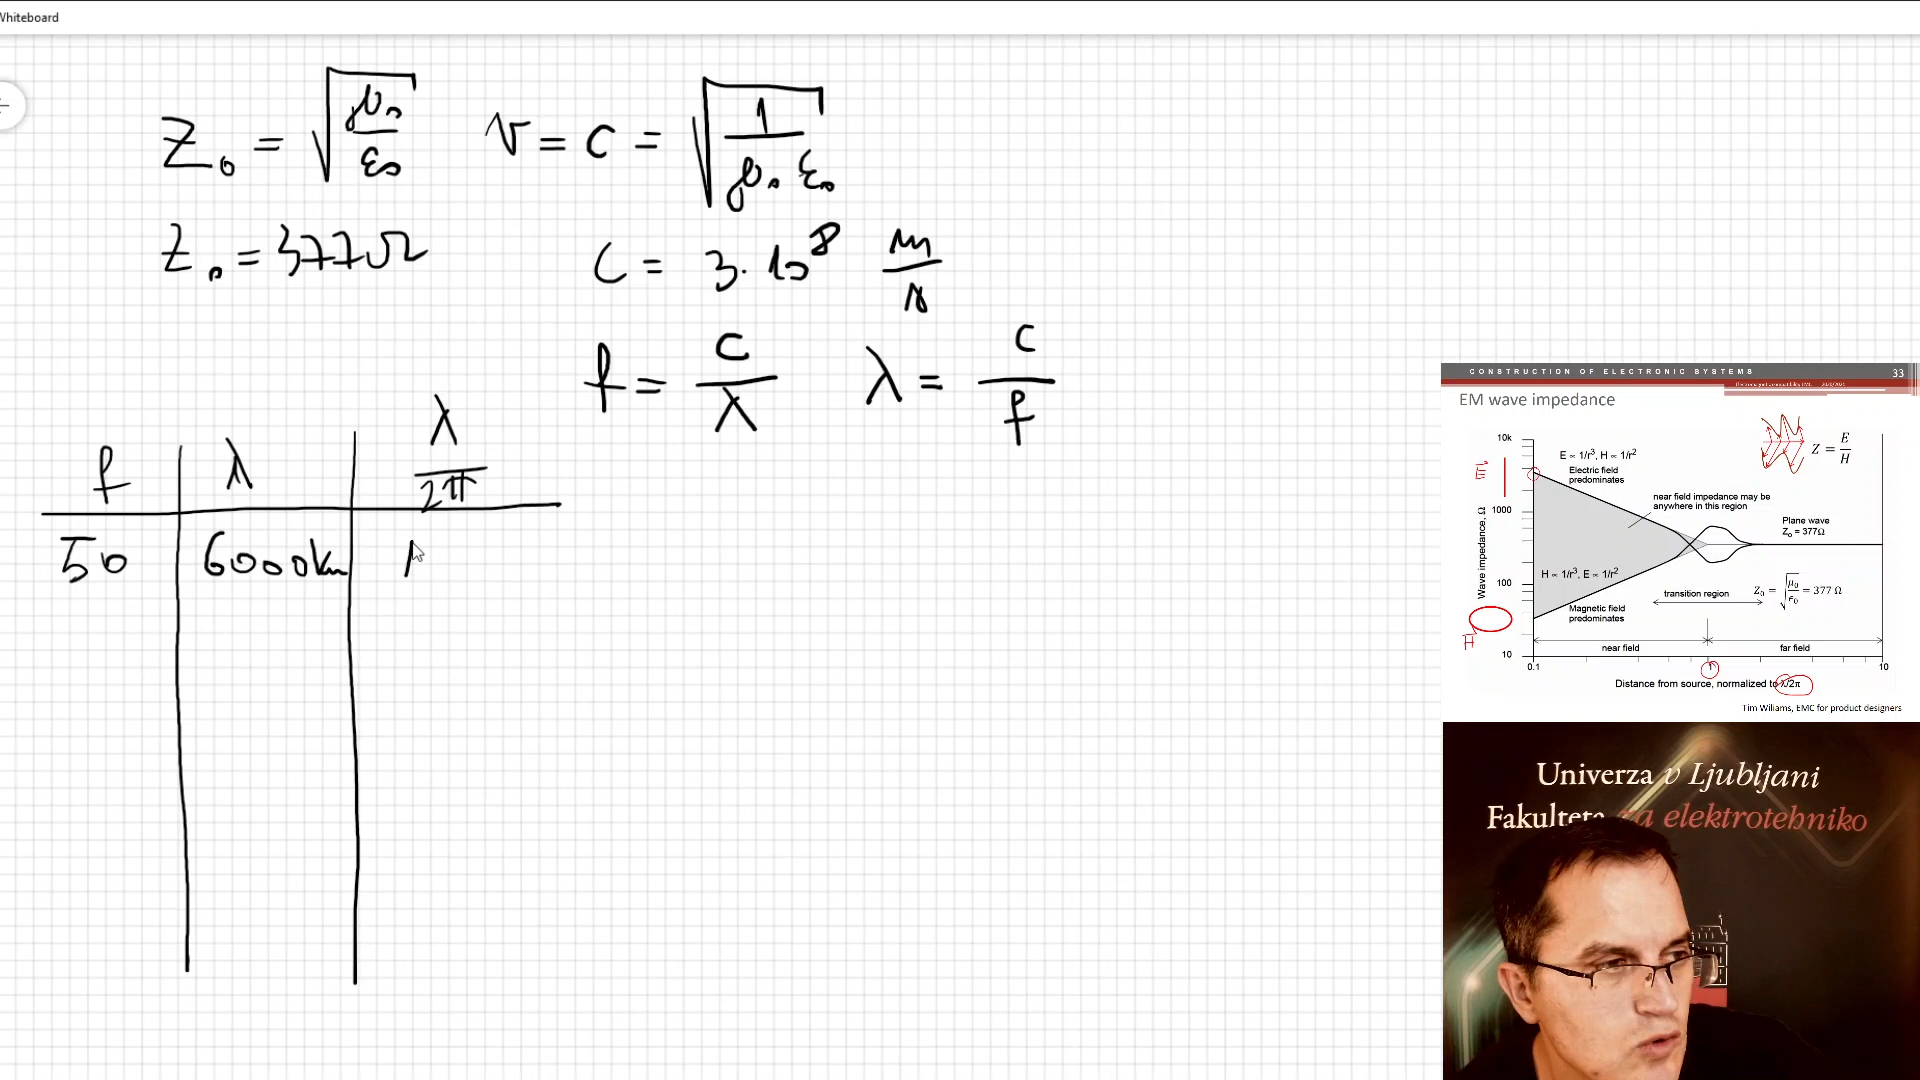 Whiteboard
Z₀ = √(μ₀/ε₀)  v = c = √(1/(μ₀ ε₀))
Z₀ = 377Ω  c = 3·10⁸ m/s
f = c/λ  λ = c/f
f  λ  λ/2π
50  6000km  1
CONSTRUCTION OF ELECTRONIC SYSTEMS 33
EM wave impedance
10k
E ∝ 1/r³, H ∝ 1/r²
Electric field
predominates
Z = E/H
E
near field impedance may be
anywhere in this region
1000
Plane wave
Z₀ = 377Ω
Wave impedance, Ω
100
H ∝ 1/r³, E ∝ 1/r²
transition region
Z₀ = √(μ₀/ϵ₀) = 377 Ω
Magnetic field
predominates
H
near field
far field
10
0.1 1 10
Distance from source, normalized to λ/2π
Tim Wiliams, EMC for product designers
Univerza v Ljubljani
Fakulteta za elektrotehniko